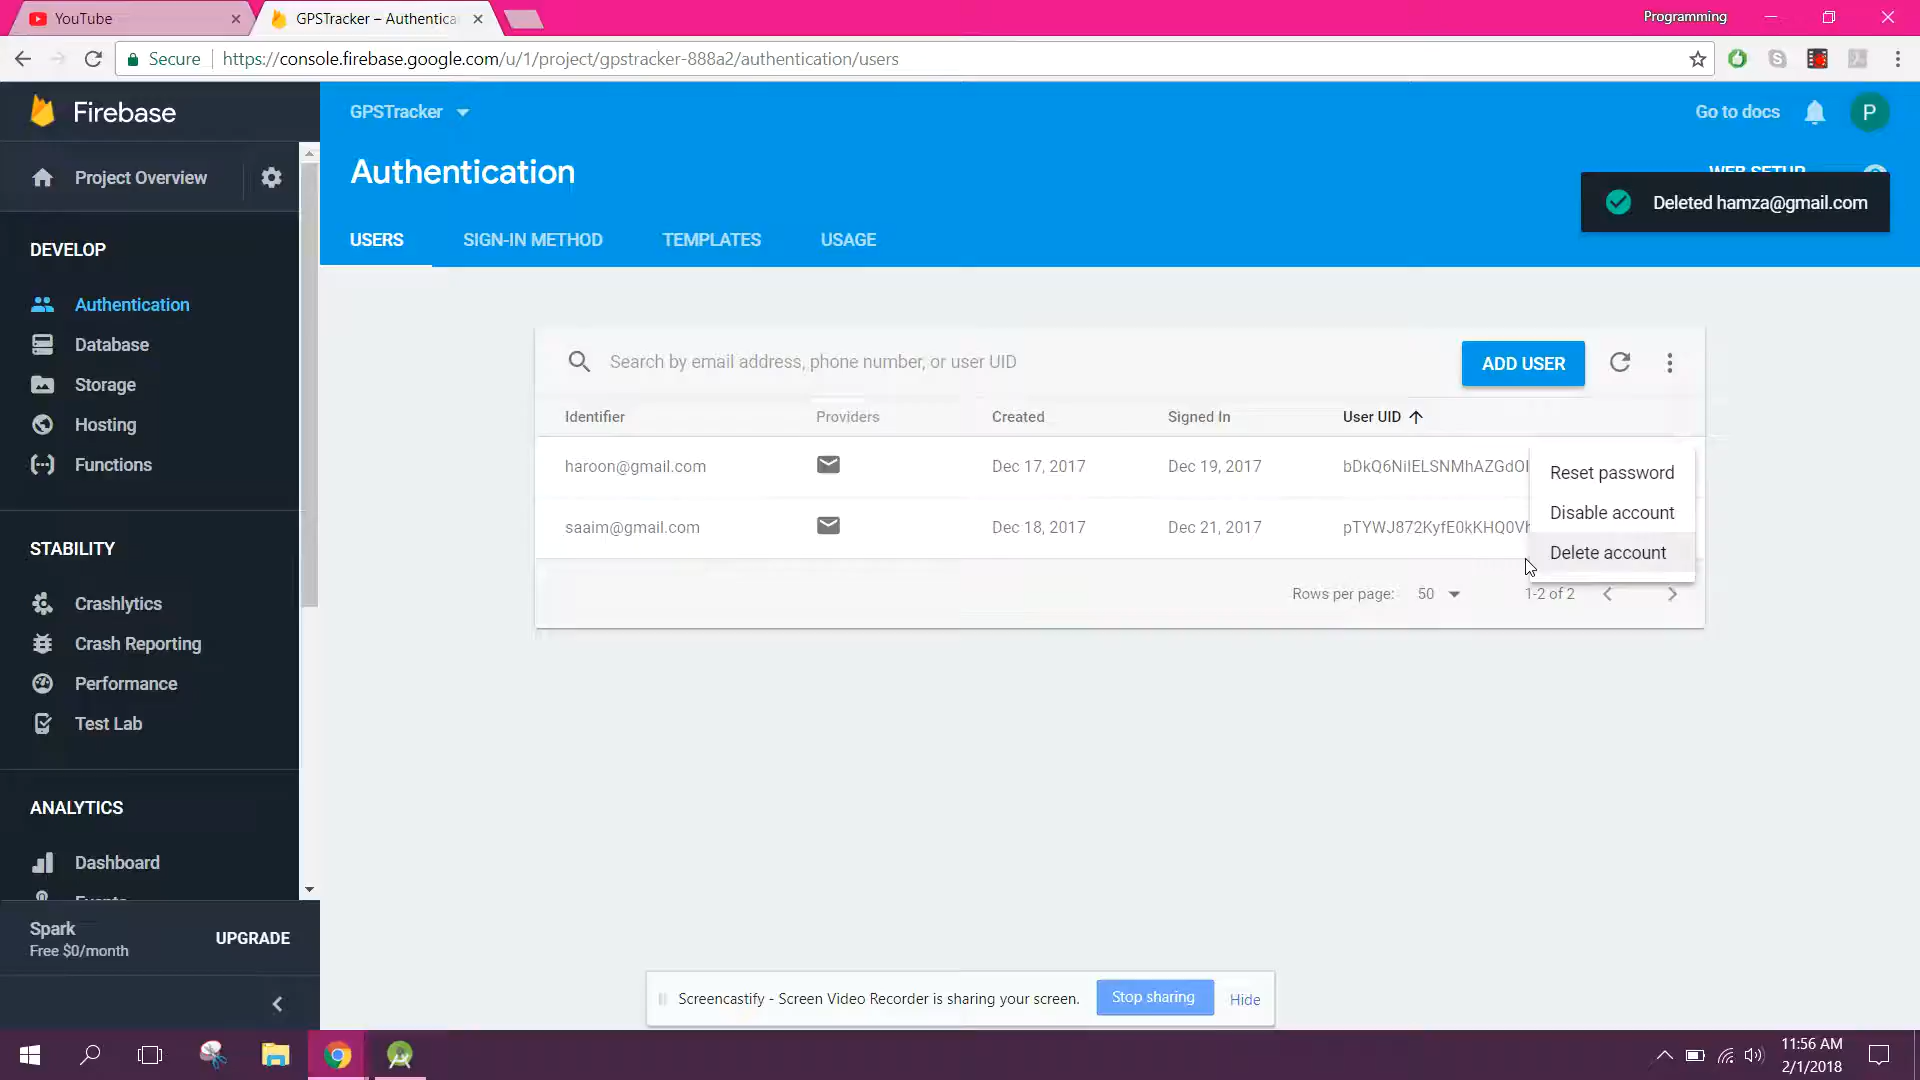 YouTube
GPSTracker – Authentica
Programming
Secure
https://console.firebase.google.com/u/1/project/gpstracker-888a2/authentication/users
Firebase
GPSTracker
Go to docs
P
Project Overview
Authentication
WEB SETUP
Deleted hamza@gmail.com
USERS
SIGN-IN METHOD
TEMPLATES
USAGE
DEVELOP
Authentication
Database
Storage
Hosting
Functions
Search by email address, phone number, or user UID
ADD USER
Identifier
Providers
Created
Signed In
User UID
haroon@gmail.com
Dec 17, 2017
Dec 19, 2017
saaim@gmail.com
Dec 18, 2017
Dec 21, 2017
Reset password
Disable account
Delete account
Rows per page:
50
1-2 of 2
STABILITY
Crashlytics
Crash Reporting
Performance
Test Lab
ANALYTICS
Dashboard
Events
Spark
Free $0/month
UPGRADE
Screencastify - Screen Video Recorder is sharing your screen.
Stop sharing
Hide
11:56 AM
2/1/2018